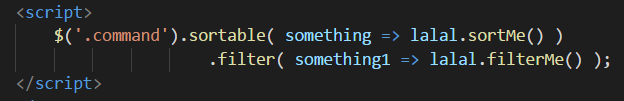 <script>
$('.command').sortable( something => lalal.sortMe() )
.filter( something1 => lalal.filterMe() );
</script>